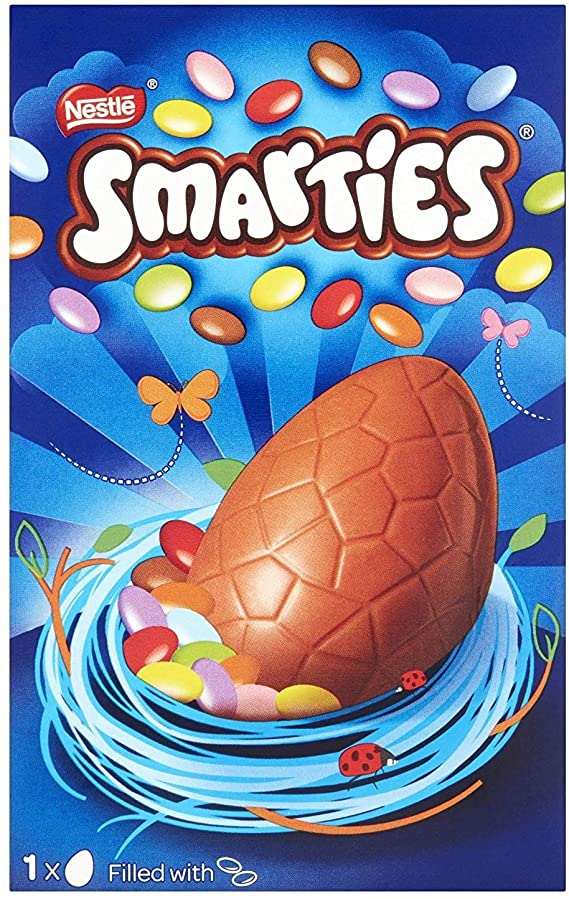 Nestlé ®
SMARTiES ®
1 x
Filled with